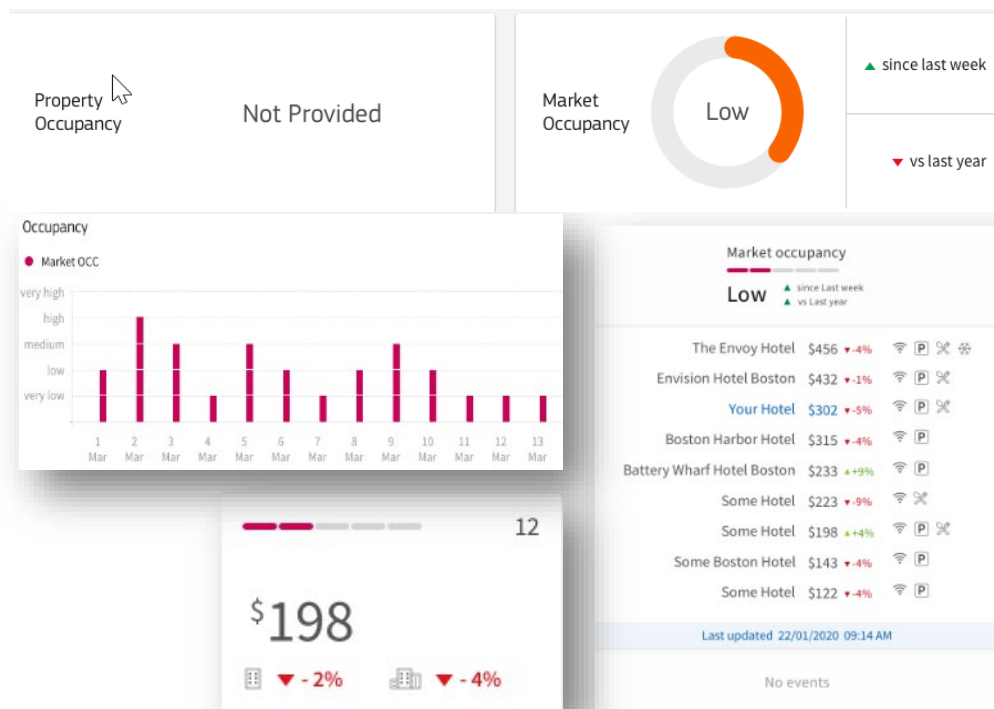 Property
Occupancy
Not Provided
Market
Occupancy
Low
since last week
vs last year
Occupancy
Market OCC
very high
high
medium
low
very low
1 2 3 4 5 6 7 8 9 10 11 12 13
Mar Mar Mar Mar Mar Mar Mar Mar Mar Mar Mar Mar Mar
12
$198
▼ - 2% ▼ - 4%
Market occupancy
Low
▲ since Last week
▲ vs Last year
The Envoy Hotel $456 ▼-4% P
Envision Hotel Boston $432 ▼-1% P
Your Hotel $302 ▼-5% P
Boston Harbor Hotel $315 ▼-4% P
Battery Wharf Hotel Boston $233 ▲+9% P
Some Hotel $223 ▼-9%
Some Hotel $198 ▲+4% P
Some Boston Hotel $143 ▼-4% P
Some Hotel $122 ▼-4% P
Last updated 22/01/2020 09:14 AM
No events